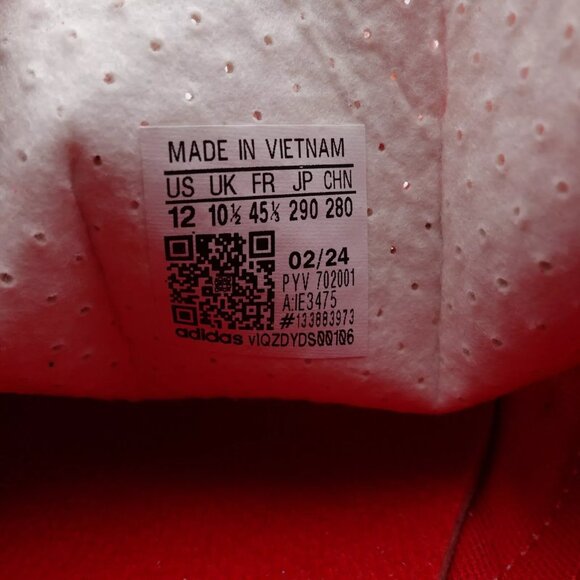 MADE IN VIETNAM
US UK FR JP CHN
12 10½ 45⅓ 290 280
02/24
PYV 702001
A:IE3475
#133883973
adidas VIQZDYDS00106